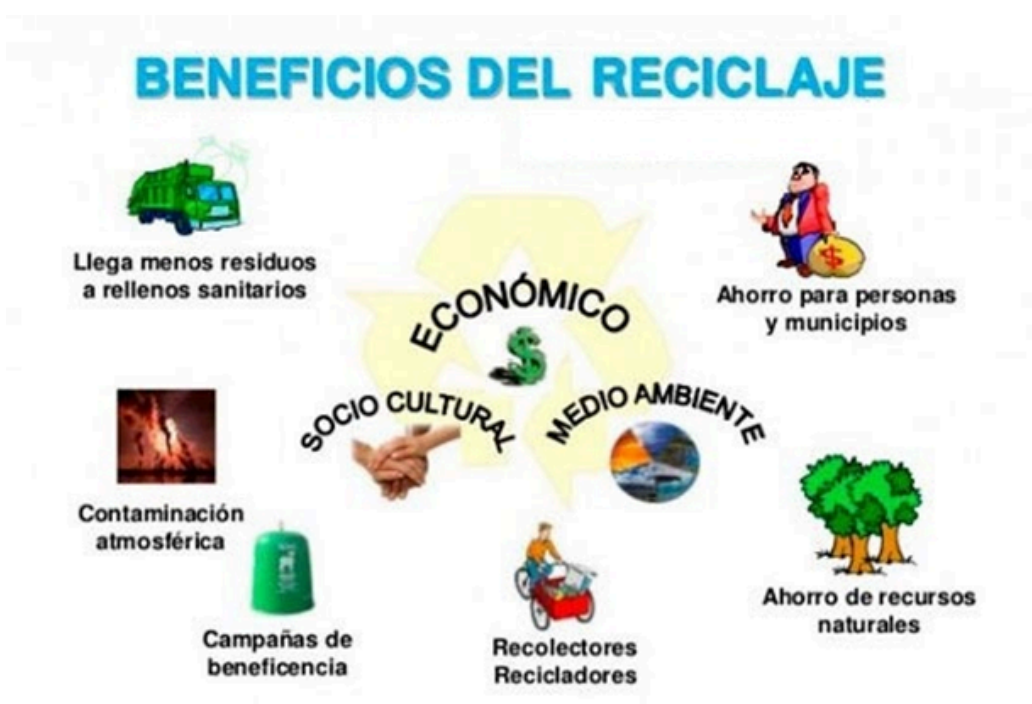 BENEFICIOS DEL RECICLAJE
Llega menos residuos
a rellenos sanitarios
Ahorro para personas
y municipios
ECONÓMICO
$
SOCIO CULTURAL
MEDIO AMBIENTE
Contaminación
atmosférica
Campañas de
beneficencia
Recolectores
Recicladores
Ahorro de recursos
naturales